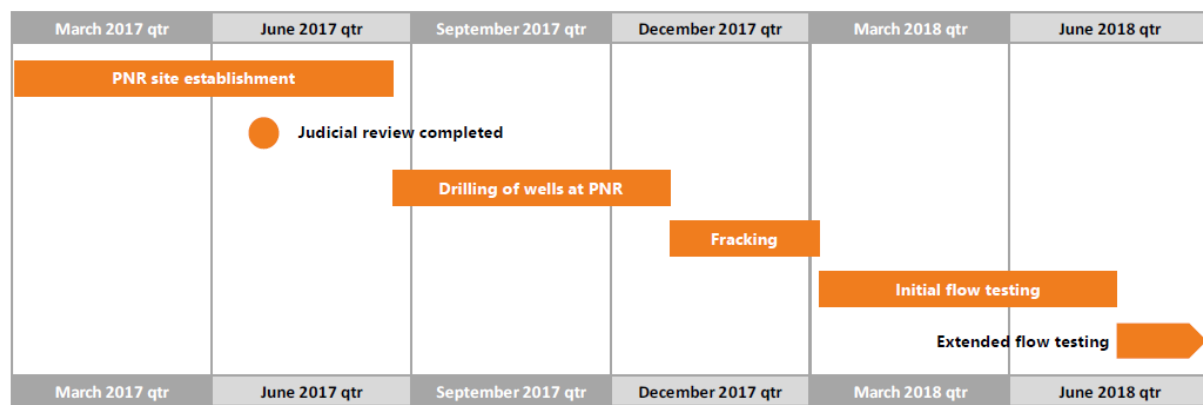 March 2017 qtr June 2017 qtr September 2017 qtr December 2017 qtr March 2018 qtr June 2018 qtr
PNR site establishment
Judicial review completed
Drilling of wells at PNR
Fracking
Initial flow testing
Extended flow testing
March 2017 qtr June 2017 qtr September 2017 qtr December 2017 qtr March 2018 qtr June 2018 qtr